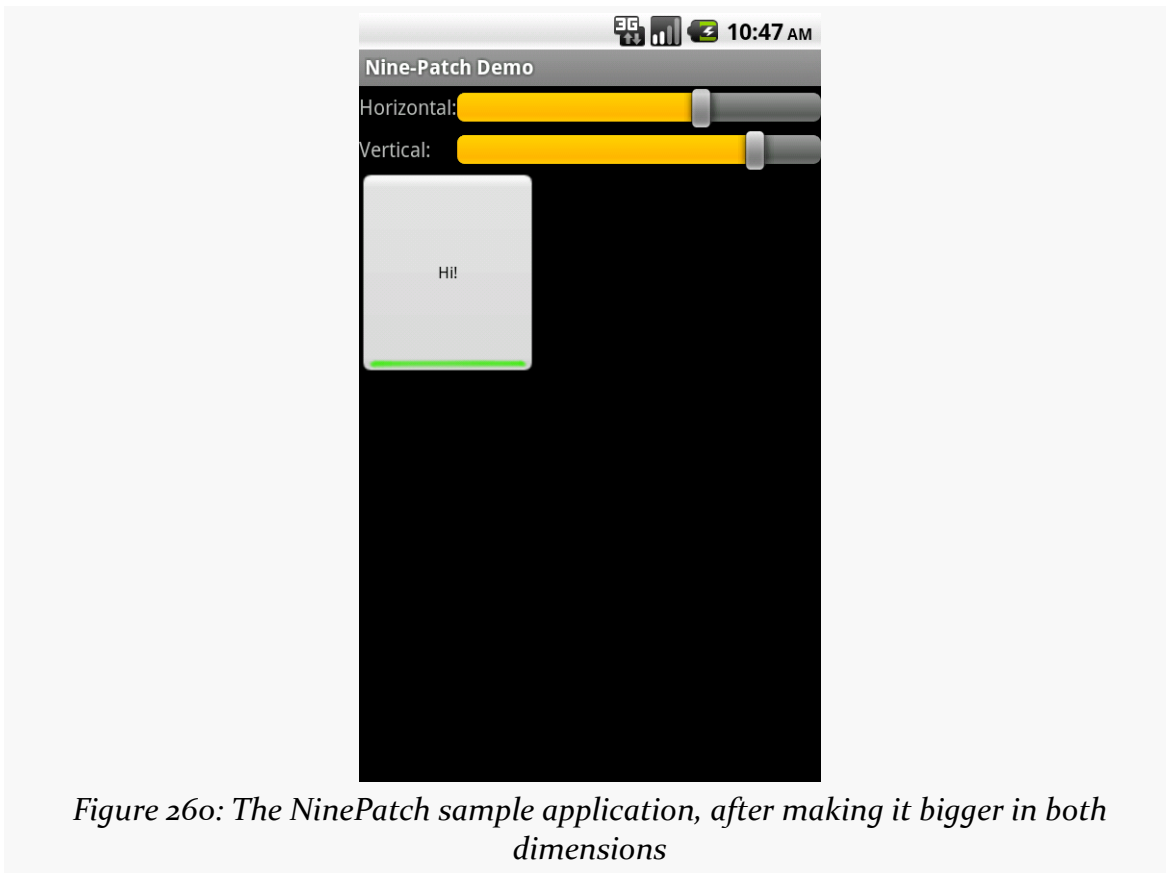 3G
10:47 AM
Nine-Patch Demo
Horizontal:
Vertical:
Hi!
Figure 260: The NinePatch sample application, after making it bigger in both
dimensions